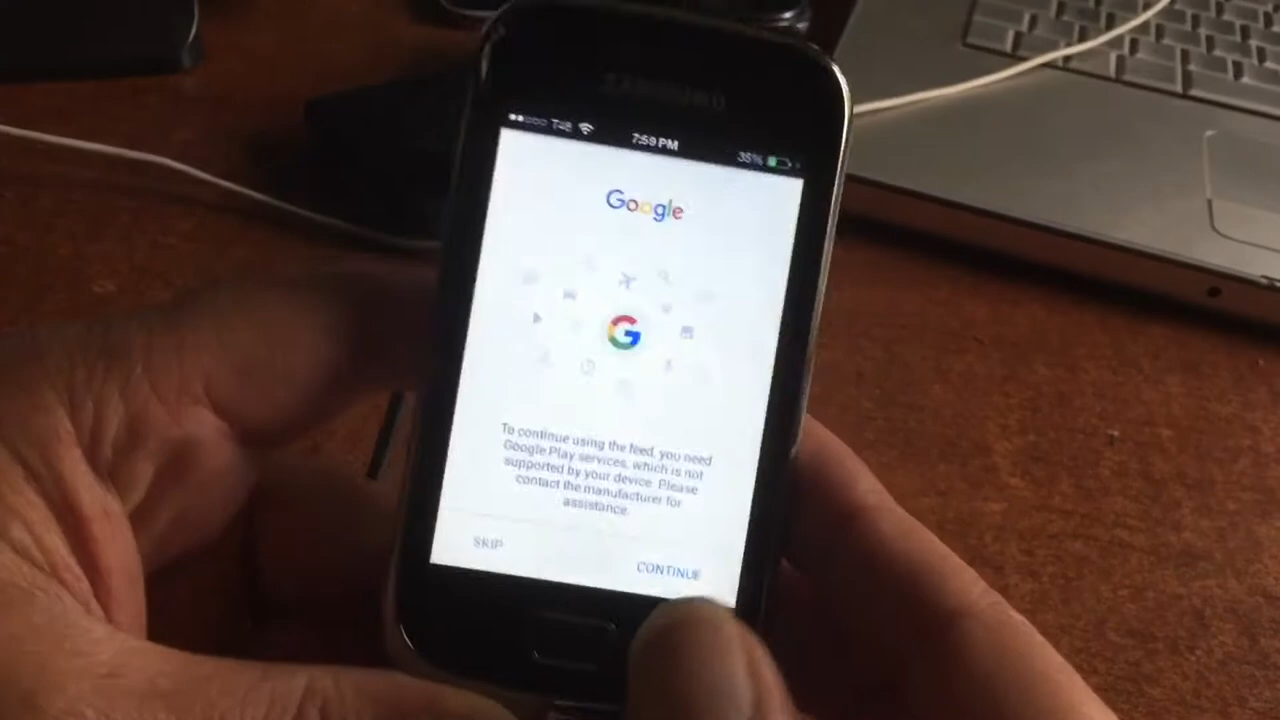 SAMSUNG
7:59 PM
35%
Google
G
To continue using the feed, you need
Google Play services, which is not
supported by your device. Please
contact the manufacturer for
assistance.
SKIP
CONTINUE